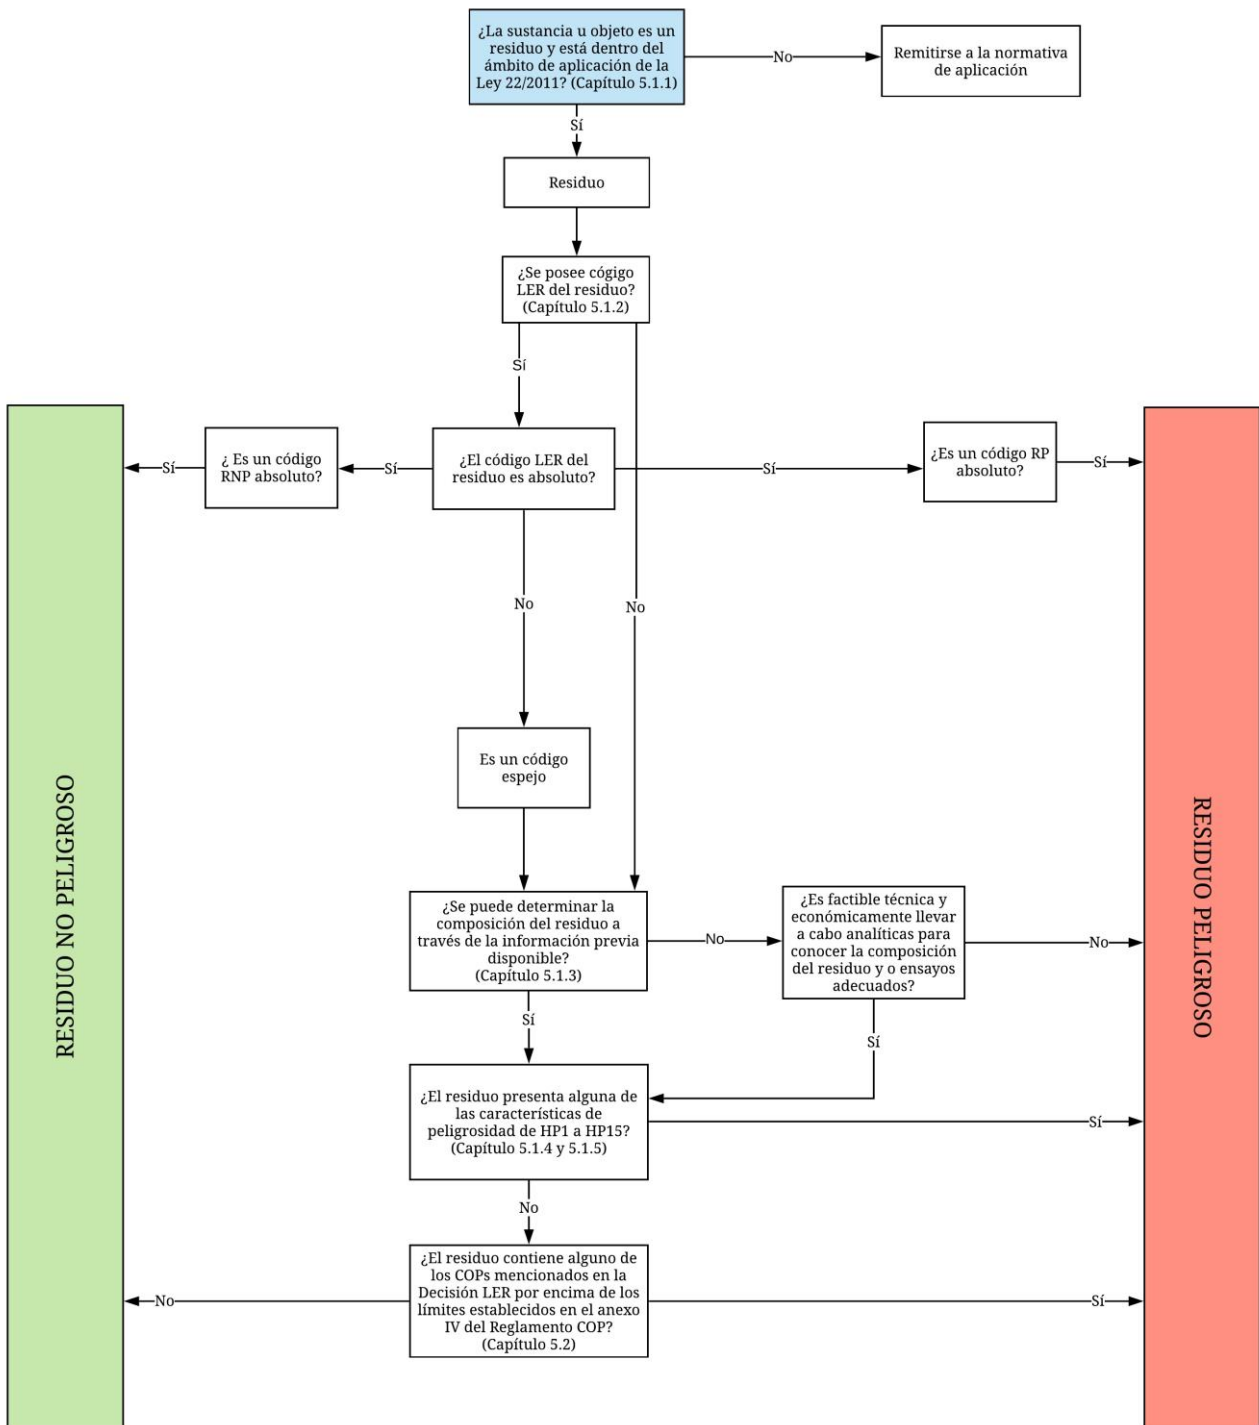 ¿La sustancia u objeto es un
residuo y está dentro del
ámbito de aplicación de la
Ley 22/2011? (Capítulo 5.1.1)
No
Remitirse a la normativa
de aplicación
Sí
Residuo
¿Se posee cógigo
LER del residuo?
(Capítulo 5.1.2)
Sí
No
¿El código LER del
residuo es absoluto?
Sí
¿ Es un código
RNP absoluto?
Sí
Sí
¿Es un código RP
absoluto?
Sí
No
Es un código
espejo
¿Se puede determinar la
composición del residuo a
través de la información previa
disponible?
(Capítulo 5.1.3)
No
¿Es factible técnica y
económicamente llevar
a cabo analíticas para
conocer la composición
del residuo y o ensayos
adecuados?
No
Sí
Sí
¿El residuo presenta alguna de
las características de
peligrosidad de HP1 a HP15?
(Capítulo 5.1.4 y 5.1.5)
Sí
No
¿El residuo contiene alguno de
los COPs mencionados en la
Decisión LER por encima de los
límites establecidos en el anexo
IV del Reglamento COP?
(Capítulo 5.2)
No
Sí
RESIDUO NO PELIGROSO
RESIDUO PELIGROSO